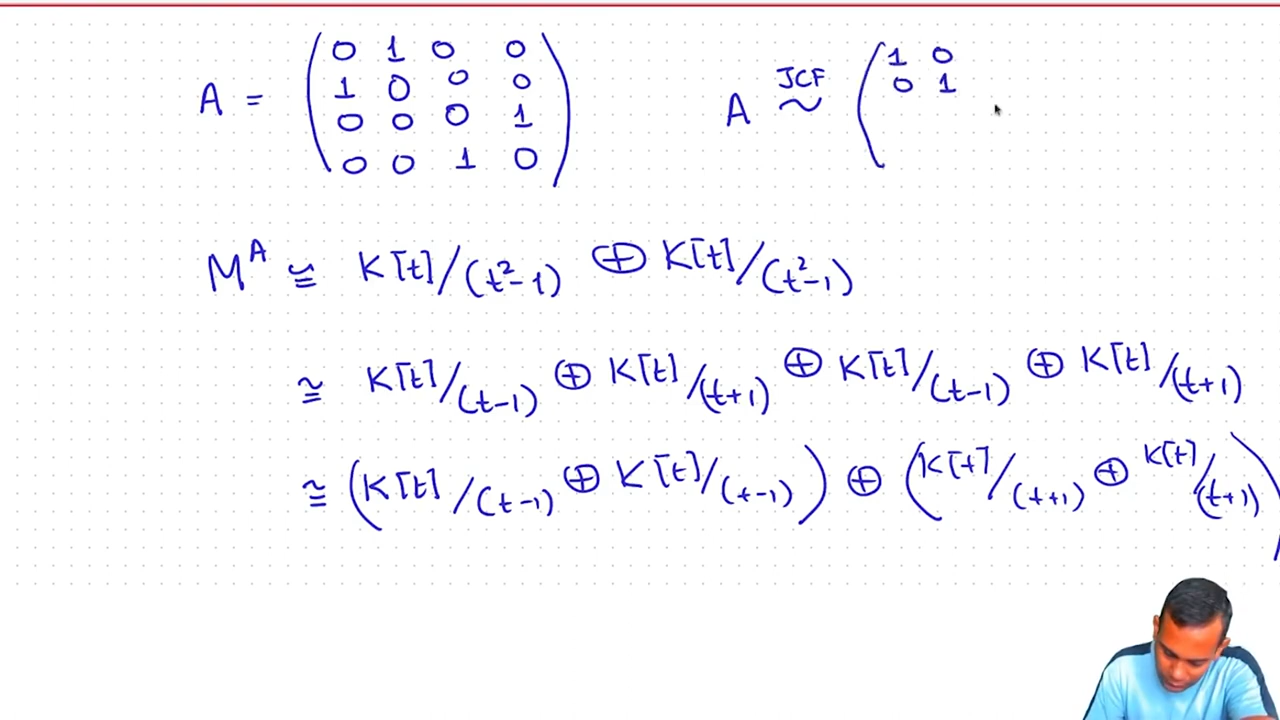 A = ( 0 1 0 0
1 0 0 0
0 0 0 1
0 0 1 0 )
A JCF ~ ( 1 0
0 1
M^A ≅ K[t]/(t²-1) ⊕ K[t]/(t²-1)
≅ K[t]/(t-1) ⊕ K[t]/(t+1) ⊕ K[t]/(t-1) ⊕ K[t]/(t+1)
≅ (K[t]/(t-1) ⊕ K[t]/(t-1)) ⊕ (K[t]/(t+1) ⊕ K[t]/(t+1))